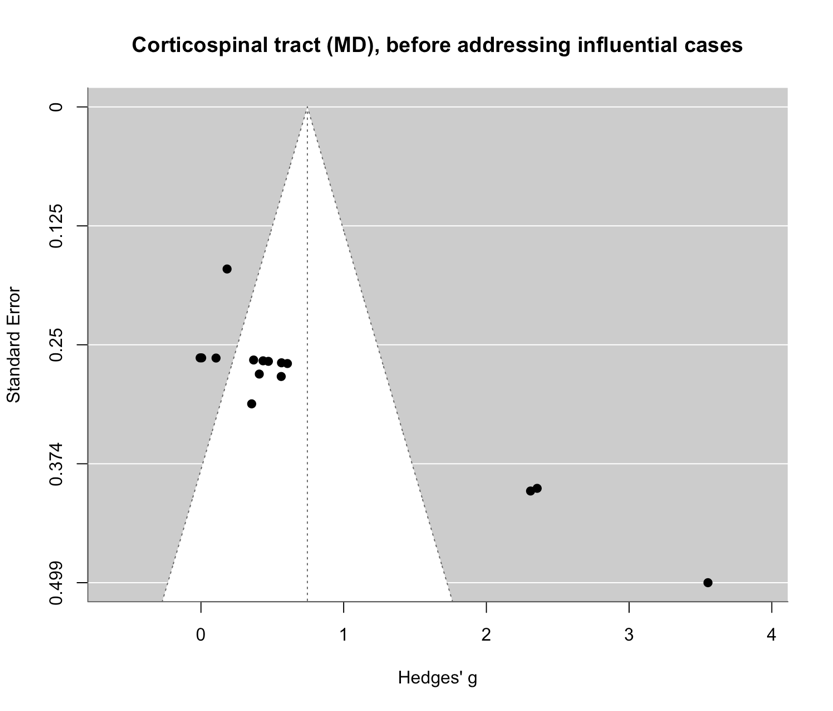 Corticospinal tract (MD), before addressing influential cases
0
0.125
0.25
0.374
0.499
Standard Error
0 1 2 3 4
Hedges' g